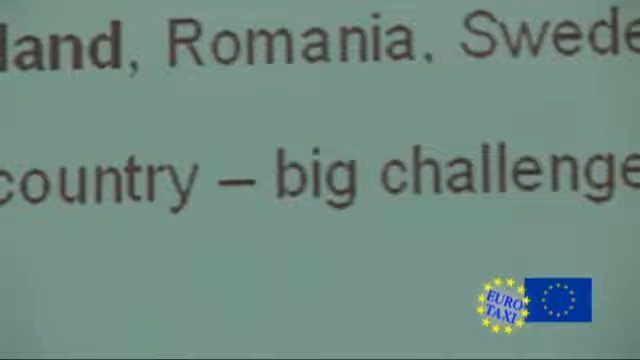 land, Romania, Swede
country – big challenge
EURO
TAXI